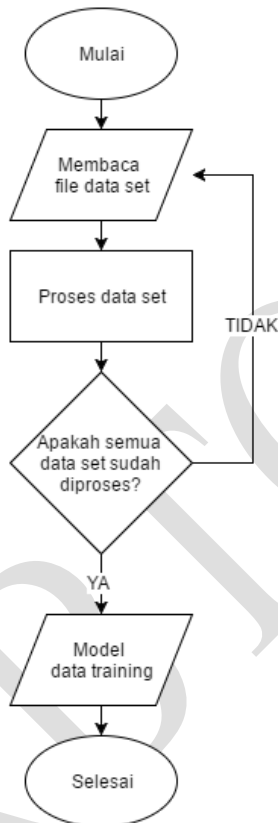 Mulai
Membaca
file data set
Proses data set
TIDAK
Apakah semua
data set sudah
diproses?
YA
Model
data training
Selesai